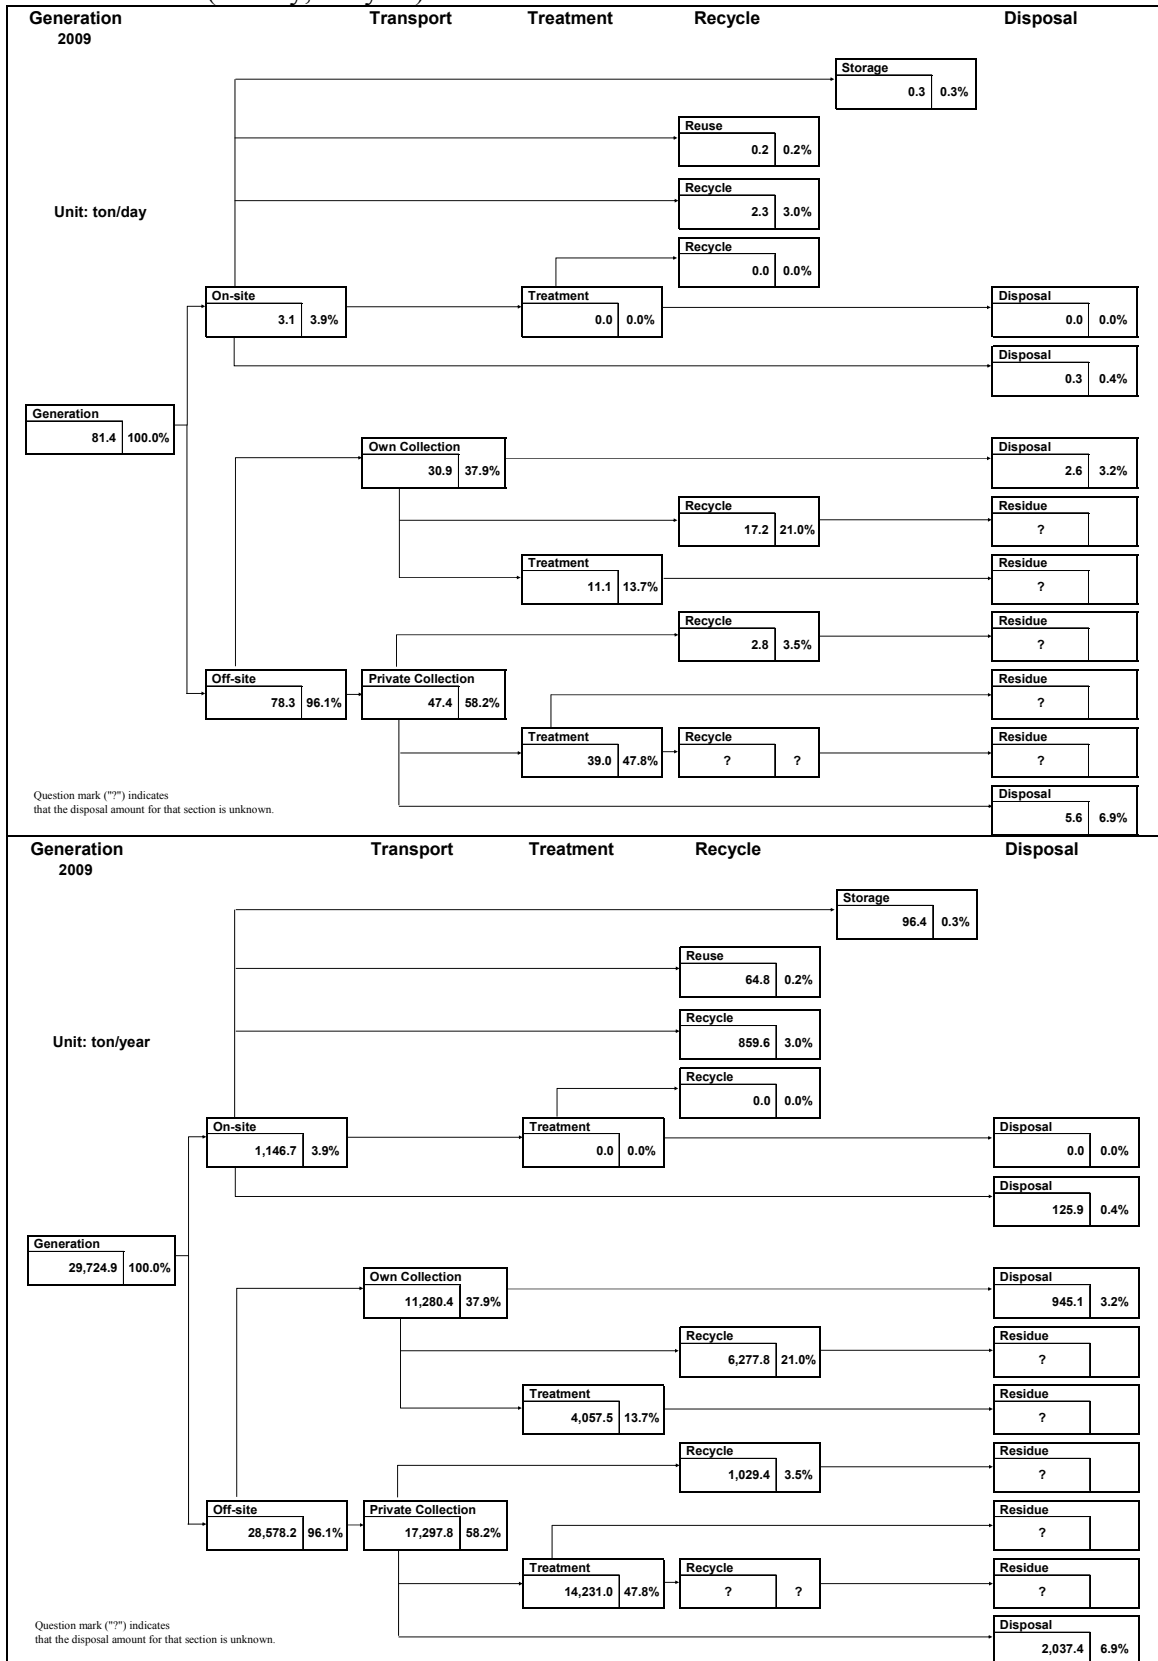 Generation Transport Treatment Recycle Disposal
2009
Storage
0.3 0.3%
Reuse
0.2 0.2%
Recycle
Unit: ton/day
2.3 3.0%
Recycle
0.0 0.0%
On-site Treatment Disposal
3.1 3.9% 0.0 0.0% 0.0 0.0%
Disposal
0.3 0.4%
Generation
81.4 100.0%
Own Collection Disposal
30.9 37.9% 2.6 3.2%
Recycle Residue
17.2 21.0% ?
Treatment Residue
11.1 13.7% ?
Recycle Residue
2.8 3.5% ?
Off-site Private Collection Residue
78.3 96.1% 47.4 58.2% ?
Treatment Recycle Residue
39.0 47.8% ? ? ?
Disposal
5.6 6.9%
Question mark ("?") indicates
that the disposal amount for that section is unknown.
Generation Transport Treatment Recycle Disposal
2009
Storage
96.4 0.3%
Reuse
64.8 0.2%
Recycle
Unit: ton/year
859.6 3.0%
Recycle
0.0 0.0%
On-site Treatment Disposal
1,146.7 3.9% 0.0 0.0% 0.0 0.0%
Disposal
125.9 0.4%
Generation
29,724.9 100.0%
Own Collection Disposal
11,280.4 37.9% 945.1 3.2%
Recycle Residue
6,277.8 21.0% ?
Treatment Residue
4,057.5 13.7% ?
Recycle Residue
1,029.4 3.5% ?
Off-site Private Collection Residue
28,578.2 96.1% 17,297.8 58.2% ?
Treatment Recycle Residue
14,231.0 47.8% ? ? ?
Disposal
2,037.4 6.9%
Question mark ("?") indicates
that the disposal amount for that section is unknown.